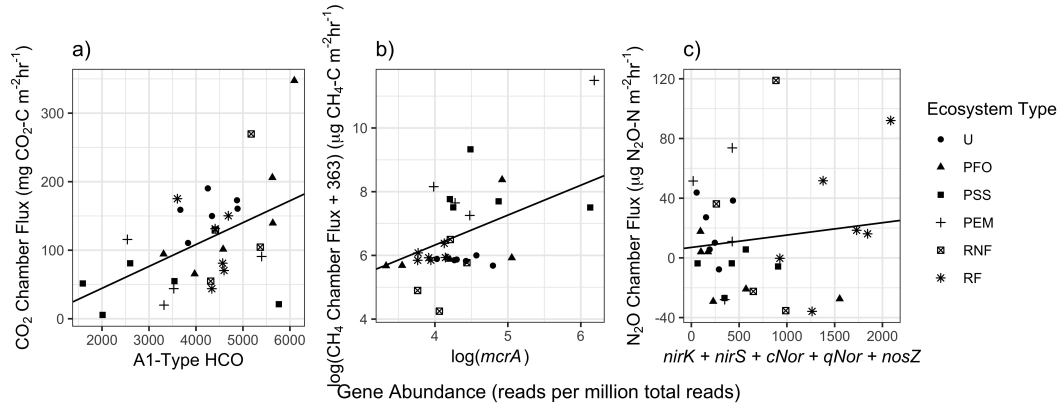 a)
b)
c)
CO₂ Chamber Flux (mg CO₂-C m⁻²hr⁻¹)
300
200
100
0
2000 3000 4000 5000 6000
A1-Type HCO
log(CH₄ Chamber Flux + 363) (µg CH₄-C m⁻²hr⁻¹)
10
8
6
4
4 5 6
log(mcrA)
N₂O Chamber Flux (µg N₂O-N m⁻²hr⁻¹)
120
80
40
0
-40
0 500 1000 1500 2000
nirK + nirS + cNor + qNor + nosZ
Gene Abundance (reads per million total reads)
Ecosystem Type
U
PFO
PSS
PEM
RNF
RF